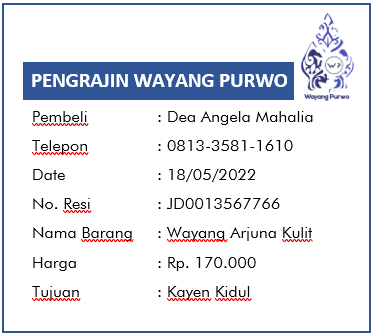 WP
Wayang Purwo
PENGRAJIN WAYANG PURWO
Pembeli : Dea Angela Mahalia
Telepon : 0813-3581-1610
Date : 18/05/2022
No. Resi : JD0013567766
Nama Barang : Wayang Arjuna Kulit
Harga : Rp. 170.000
Tujuan : Kayen Kidul